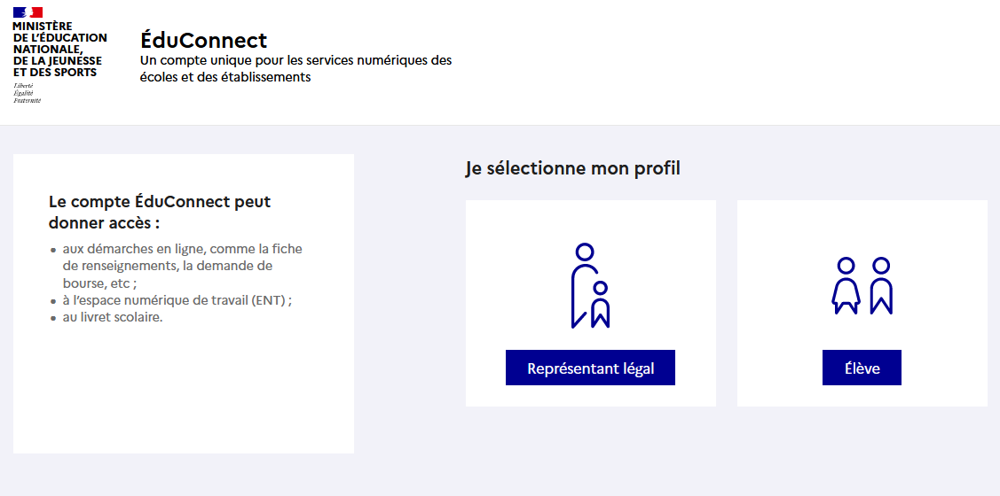 MINISTÈRE
DE L'ÉDUCATION
NATIONALE,
DE LA JEUNESSE
ET DES SPORTS
Liberté
Égalité
Fraternité
ÉduConnect
Un compte unique pour les services numériques des
écoles et des établissements
Le compte ÉduConnect peut
donner accès :
aux démarches en ligne, comme la fiche
de renseignements, la demande de
bourse, etc ;
à l'espace numérique de travail (ENT) ;
au livret scolaire.
Je sélectionne mon profil
Représentant légal
Élève